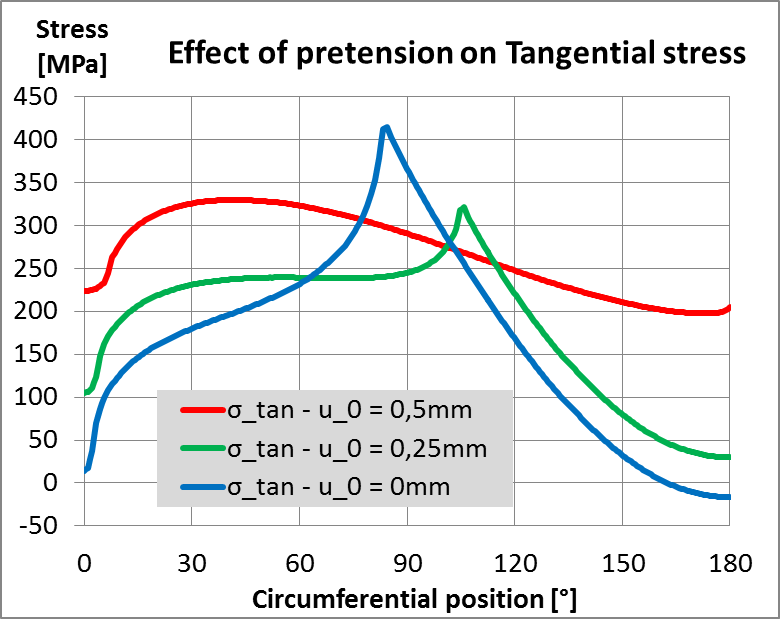 Stress
[MPa]
Effect of pretension on Tangential stress
450
400
350
300
250
200
150
100
50
0
-50
σ_tan - u_0 = 0,5mm
σ_tan - u_0 = 0,25mm
σ_tan - u_0 = 0mm
0 30 60 90 120 150 180
Circumferential position [°]